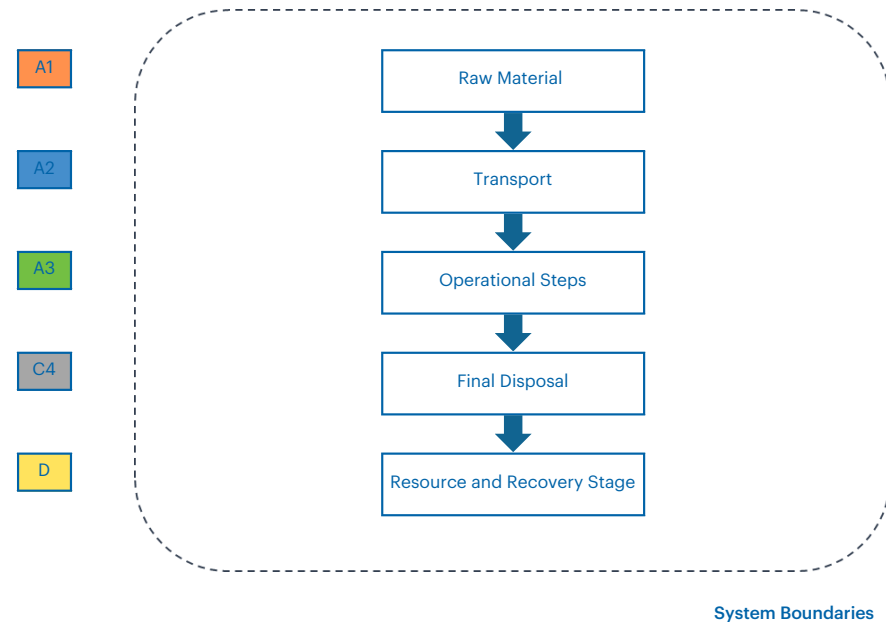 A1
Raw Material
A2
Transport
A3
Operational Steps
C4
Final Disposal
D
Resource and Recovery Stage
System Boundaries